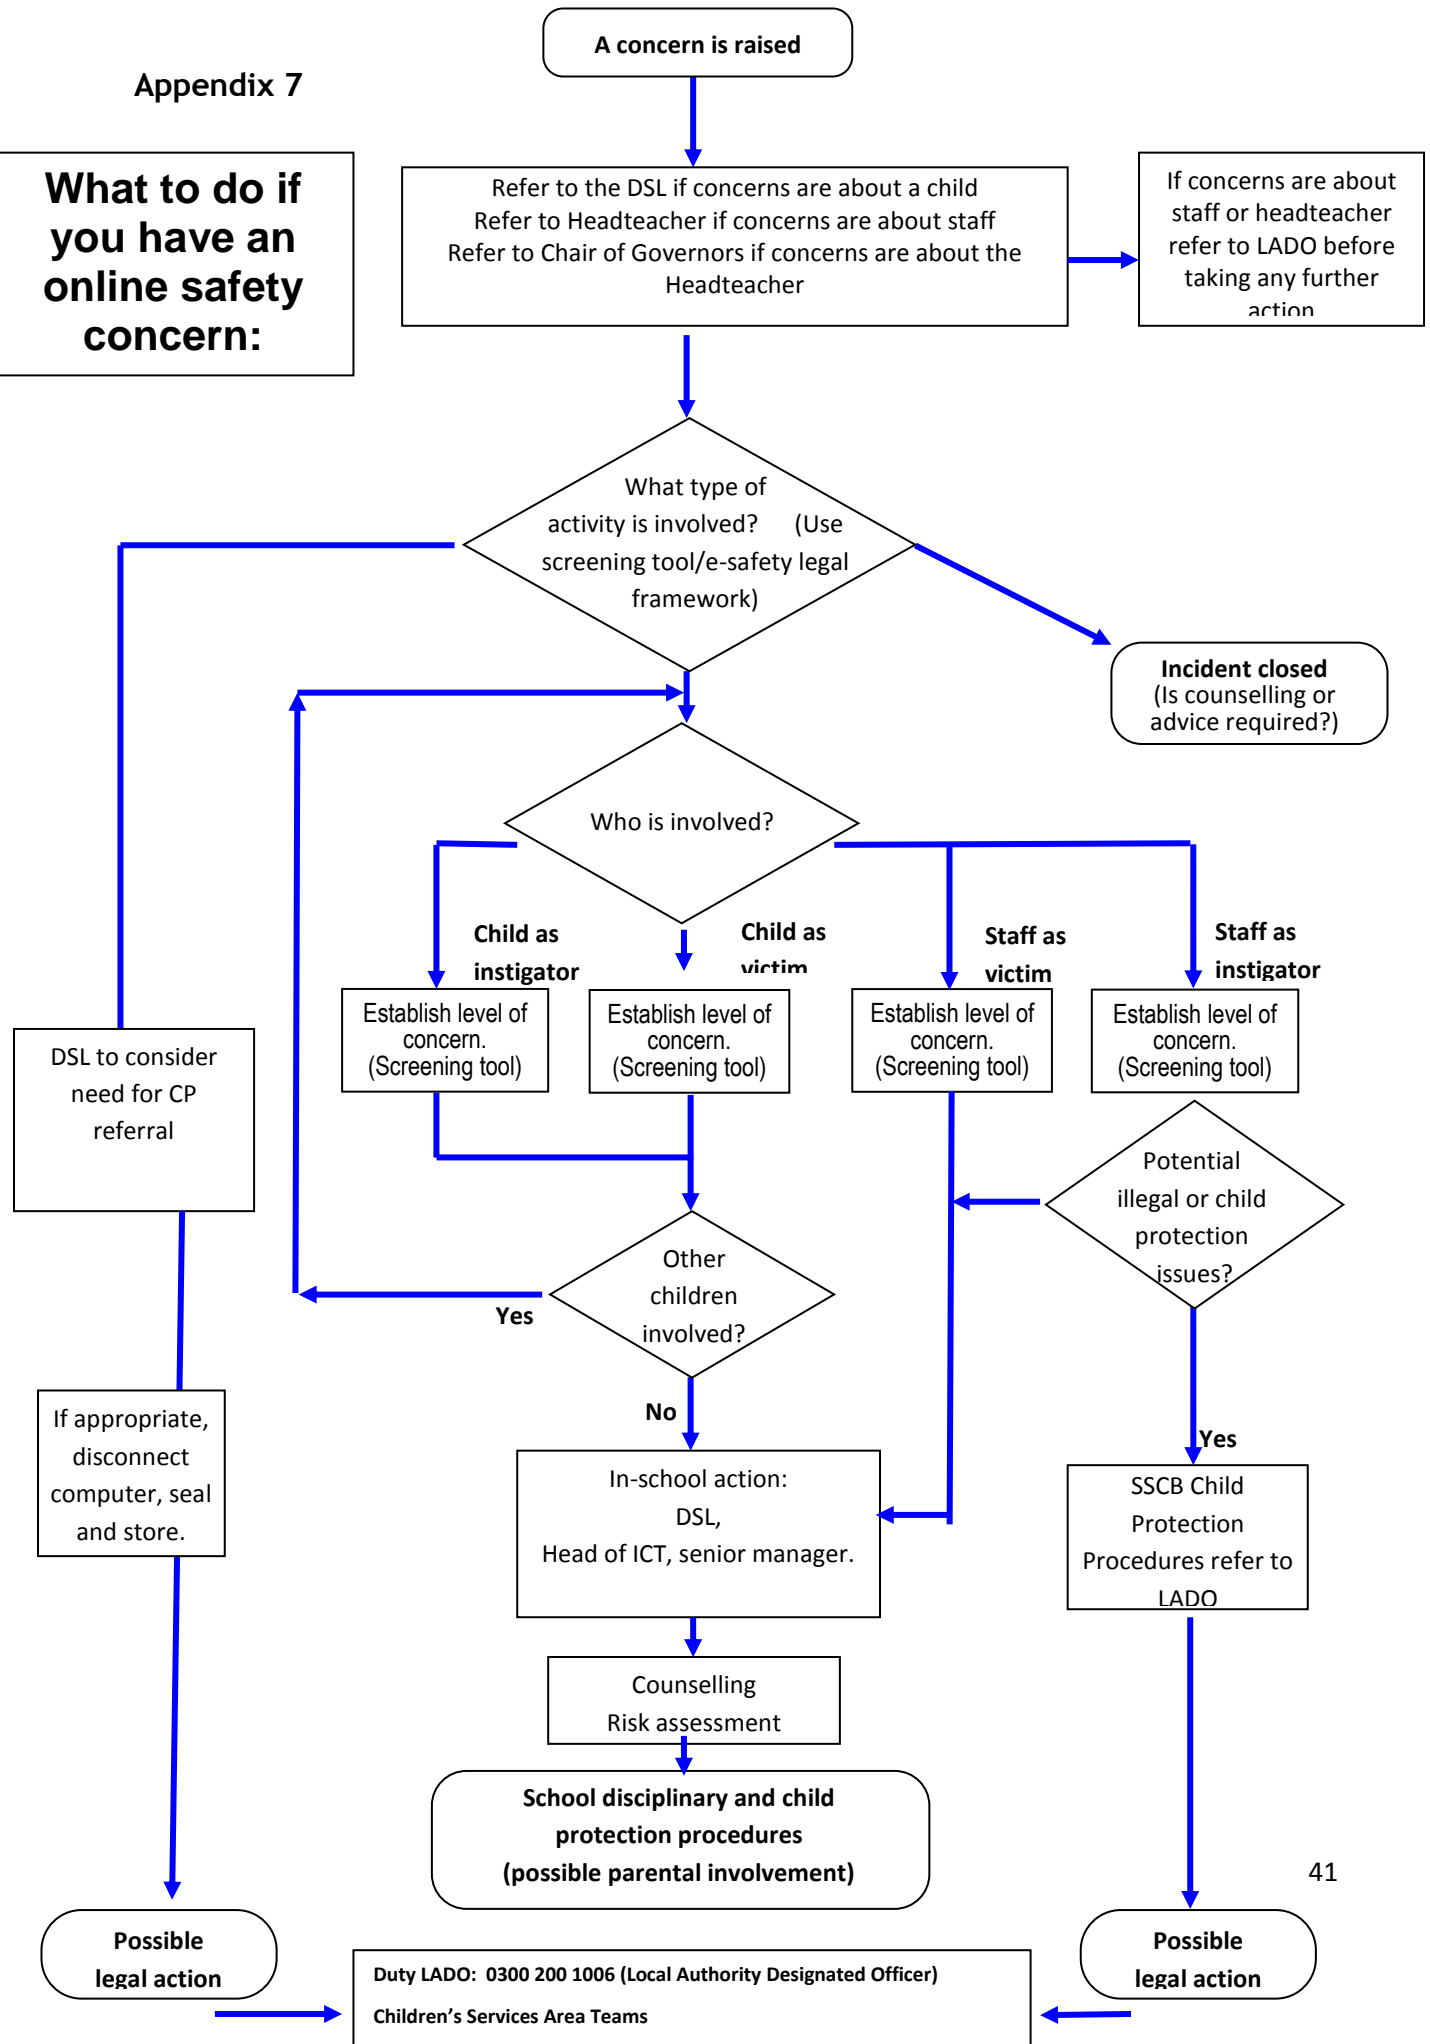 A concern is raised
Appendix 7
What to do if
you have an
online safety
concern:
Refer to the DSL if concerns are about a child
Refer to Headteacher if concerns are about staff
Refer to Chair of Governors if concerns are about the
Headteacher
If concerns are about
staff or headteacher
refer to LADO before
taking any further
action
What type of
activity is involved? (Use
screening tool/e-safety legal
framework)
Incident closed
(Is counselling or
advice required?)
Who is involved?
Child as
instigator
Child as
victim
Staff as
victim
Staff as
instigator
Establish level of
concern.
(Screening tool)
Establish level of
concern.
(Screening tool)
Establish level of
concern.
(Screening tool)
Establish level of
concern.
(Screening tool)
DSL to consider
need for CP
referral
Potential
illegal or child
protection
issues?
Other
children
involved?
Yes
No
Yes
If appropriate,
disconnect
computer, seal
and store.
In-school action:
DSL,
Head of ICT, senior manager.
SSCB Child
Protection
Procedures refer to
LADO
Counselling
Risk assessment
School disciplinary and child
protection procedures
(possible parental involvement)
41
Possible
legal action
Possible
legal action
Duty LADO: 0300 200 1006 (Local Authority Designated Officer)
Children's Services Area Teams